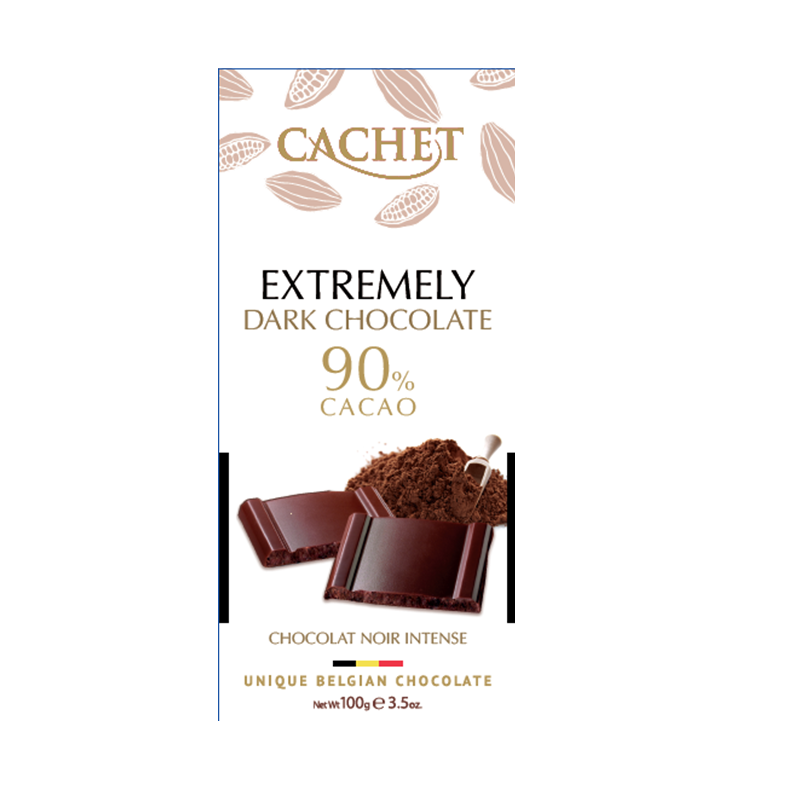 CACHET
EXTREMELY
DARK CHOCOLATE
90%
CACAO
CHOCOLAT NOIR INTENSE
UNIQUE BELGIAN CHOCOLATE
Net Wt 100g ℮ 3.5oz.